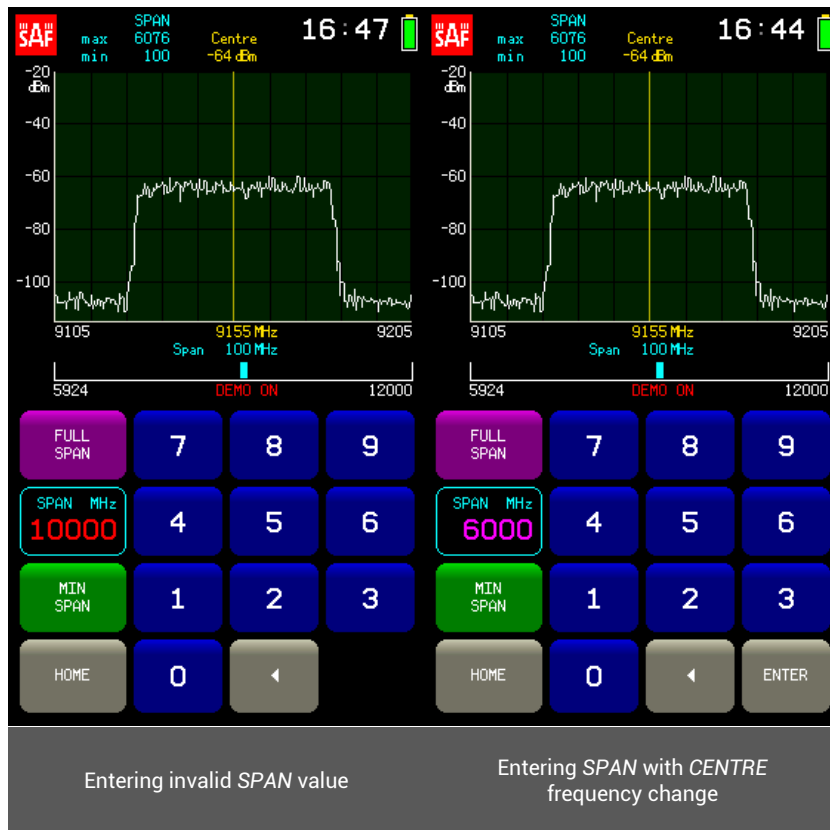 SAF
SPAN
max 6076 Centre
min 100 -64 dBm
16:47
-20
dBm
-40
-60
-80
-100
9105 9155 MHz 9205
Span 100 MHz
5924 DEMO ON 12000
FULL SPAN 7 8 9
SPAN MHz
10000 4 5 6
MIN SPAN 1 2 3
HOME 0
Entering invalid SPAN value
SAF
SPAN
max 6076 Centre
min 100 -64 dBm
16:44
-20
dBm
-40
-60
-80
-100
9105 9155 MHz 9205
Span 100 MHz
5924 DEMO ON 12000
FULL SPAN 7 8 9
SPAN MHz
6000 4 5 6
MIN SPAN 1 2 3
HOME 0 ENTER
Entering SPAN with CENTRE
frequency change